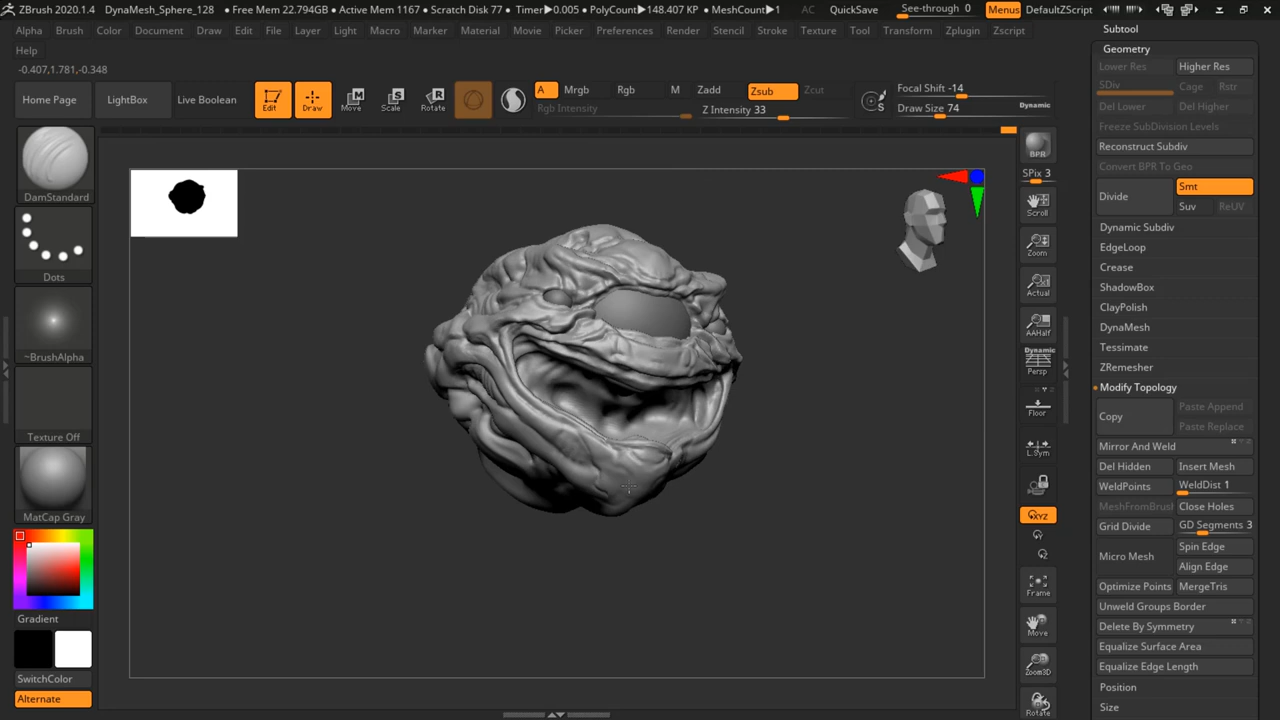 ZBrush 2020.1.4 DynaMesh_Sphere_128 • Free Mem 22.794GB • Active Mem 1167 • Scratch Disk 77 • Timer▶0.005 • PolyCount▶148.407 KP • MeshCount▶1 AC QuickSave See-through 0 Menus DefaultZScript
Alpha Brush Color Document Draw Edit File Layer Light Macro Marker Material Movie Picker Preferences Render Stencil Stroke Texture Tool Transform Zplugin Zscript
Help
-0.407,1.781,-0.348
Home Page LightBox Live Boolean Edit Draw Move Scale Rotate
A Mrgb Rgb M Zadd Zsub Zcut
Rgb Intensity Z Intensity 33
Focal Shift -14
Draw Size 74 Dynamic
DamStandard
Dots
~BrushAlpha
Texture Off
MatCap Gray
Gradient
SwitchColor
Alternate
BPR
SPix 3
Scroll
Zoom
Actual
AAHalf
Dynamic
Persp
Floor
L.Sym
XYZ
Frame
Move
Zoom3D
Rotate
Subtool
Geometry
Lower Res Higher Res
SDiv Cage Rstr
Del Lower Del Higher
Freeze SubDivision Levels
Reconstruct Subdiv
Convert BPR To Geo
Divide Smt
Suv ReUV
Dynamic Subdiv
EdgeLoop
Crease
ShadowBox
ClayPolish
DynaMesh
Tessimate
ZRemesher
Modify Topology
Copy Paste Append
Paste Replace
Mirror And Weld
Del Hidden Insert Mesh
WeldPoints WeldDist 1
MeshFromBrush Close Holes
Grid Divide GD Segments 3
Micro Mesh Spin Edge
Align Edge
Optimize Points MergeTris
Unweld Groups Border
Delete By Symmetry
Equalize Surface Area
Equalize Edge Length
Position
Size